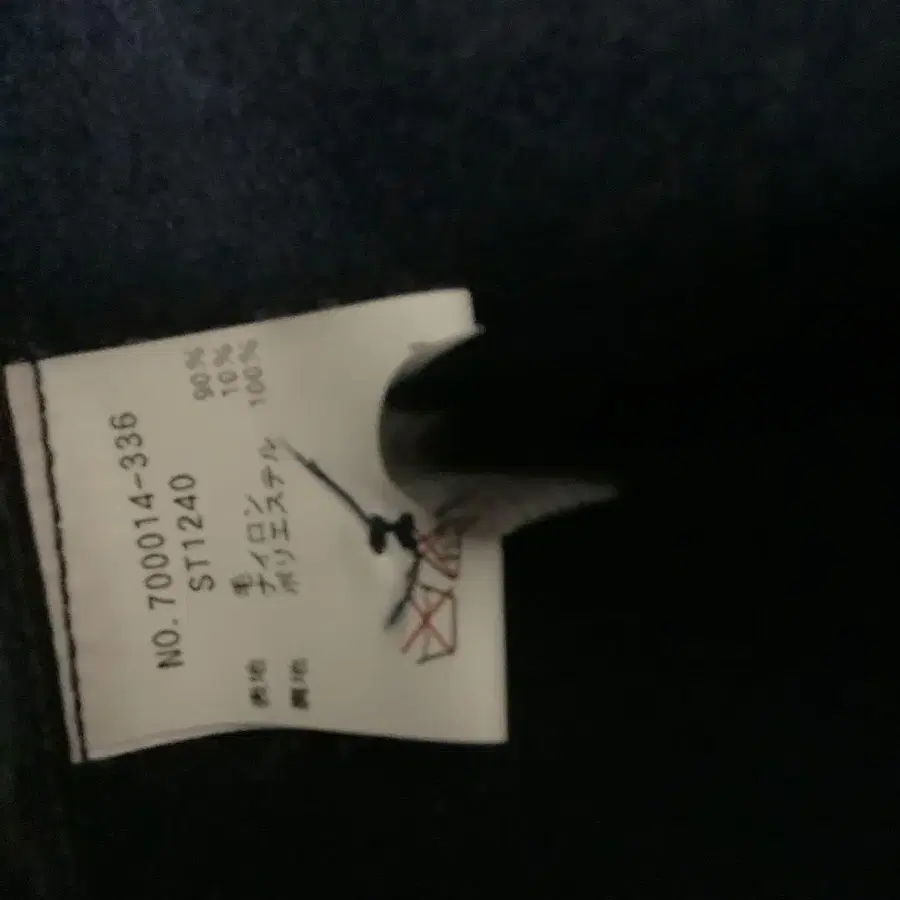 NO.700014-336
ST1240
表地 毛 90%
ナイロン 10%
裏地 ポリエステル 100%